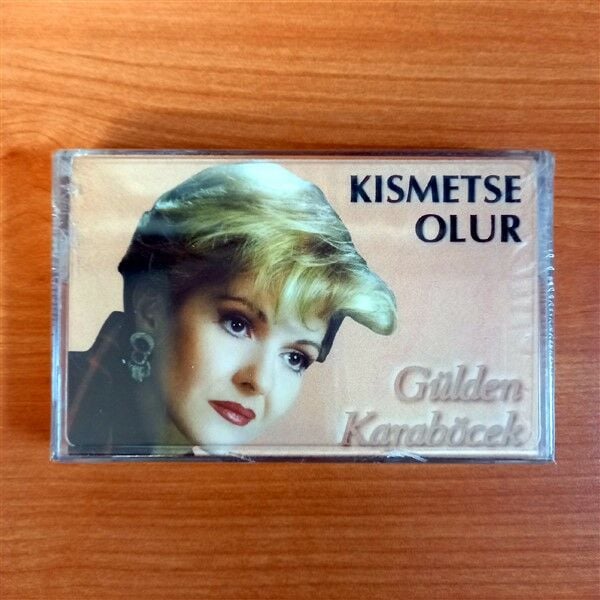 KISMETSE
OLUR
Gülden
Karaböcek